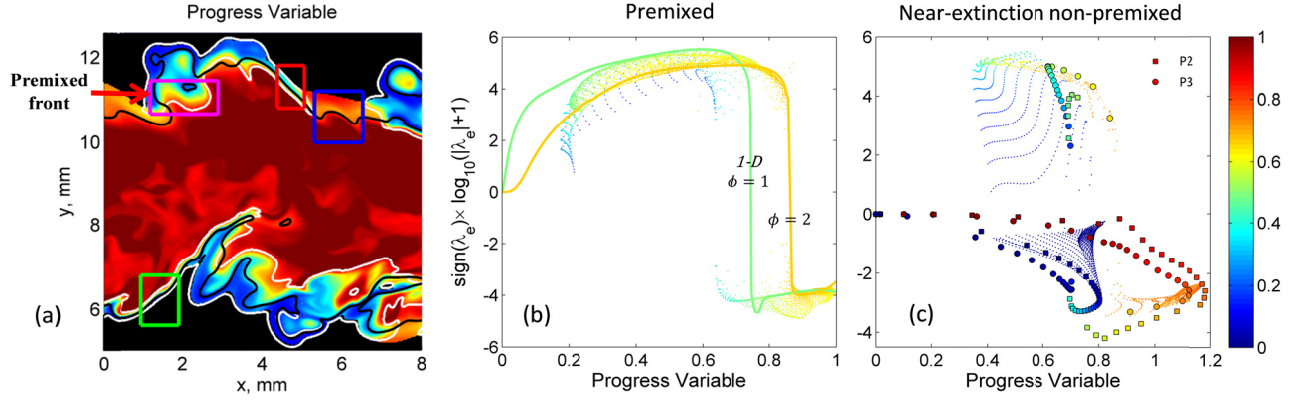 Progress Variable
Premixed
Near-extinction non-premixed
12
10
8
6
y, mm
Premixed
front
(a)
0
2
4
6
8
x, mm
6
4
2
0
-2
-4
-6
sign(λe)× log10(|λe|+1)
1-D
ϕ = 1
ϕ = 2
(b)
0
0.2
0.4
0.6
0.8
1
Progress Variable
6
4
2
0
-2
-4
P2
P3
(c)
0
0.2
0.4
0.6
0.8
1
1.2
Progress Variable
1
0.8
0.6
0.4
0.2
0